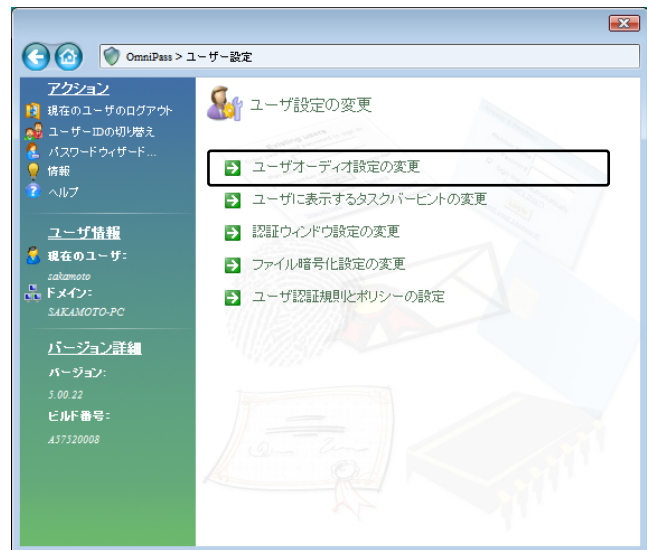 OmniPass > ユーザー設定
アクション
現在のユーザのログアウト
ユーザーIDの切り替え
パスワードウィザード...
情報
ヘルプ
ユーザ情報
現在のユーザ:
sakamoto
ドメイン:
SAKAMOTO-PC
バージョン詳細
バージョン:
5.00.22
ビルド番号:
A57520008
ユーザ設定の変更
ユーザオーディオ設定の変更
ユーザに表示するタスクバーヒントの変更
認証ウィンドウ設定の変更
ファイル暗号化設定の変更
ユーザ認証規則とポリシーの設定